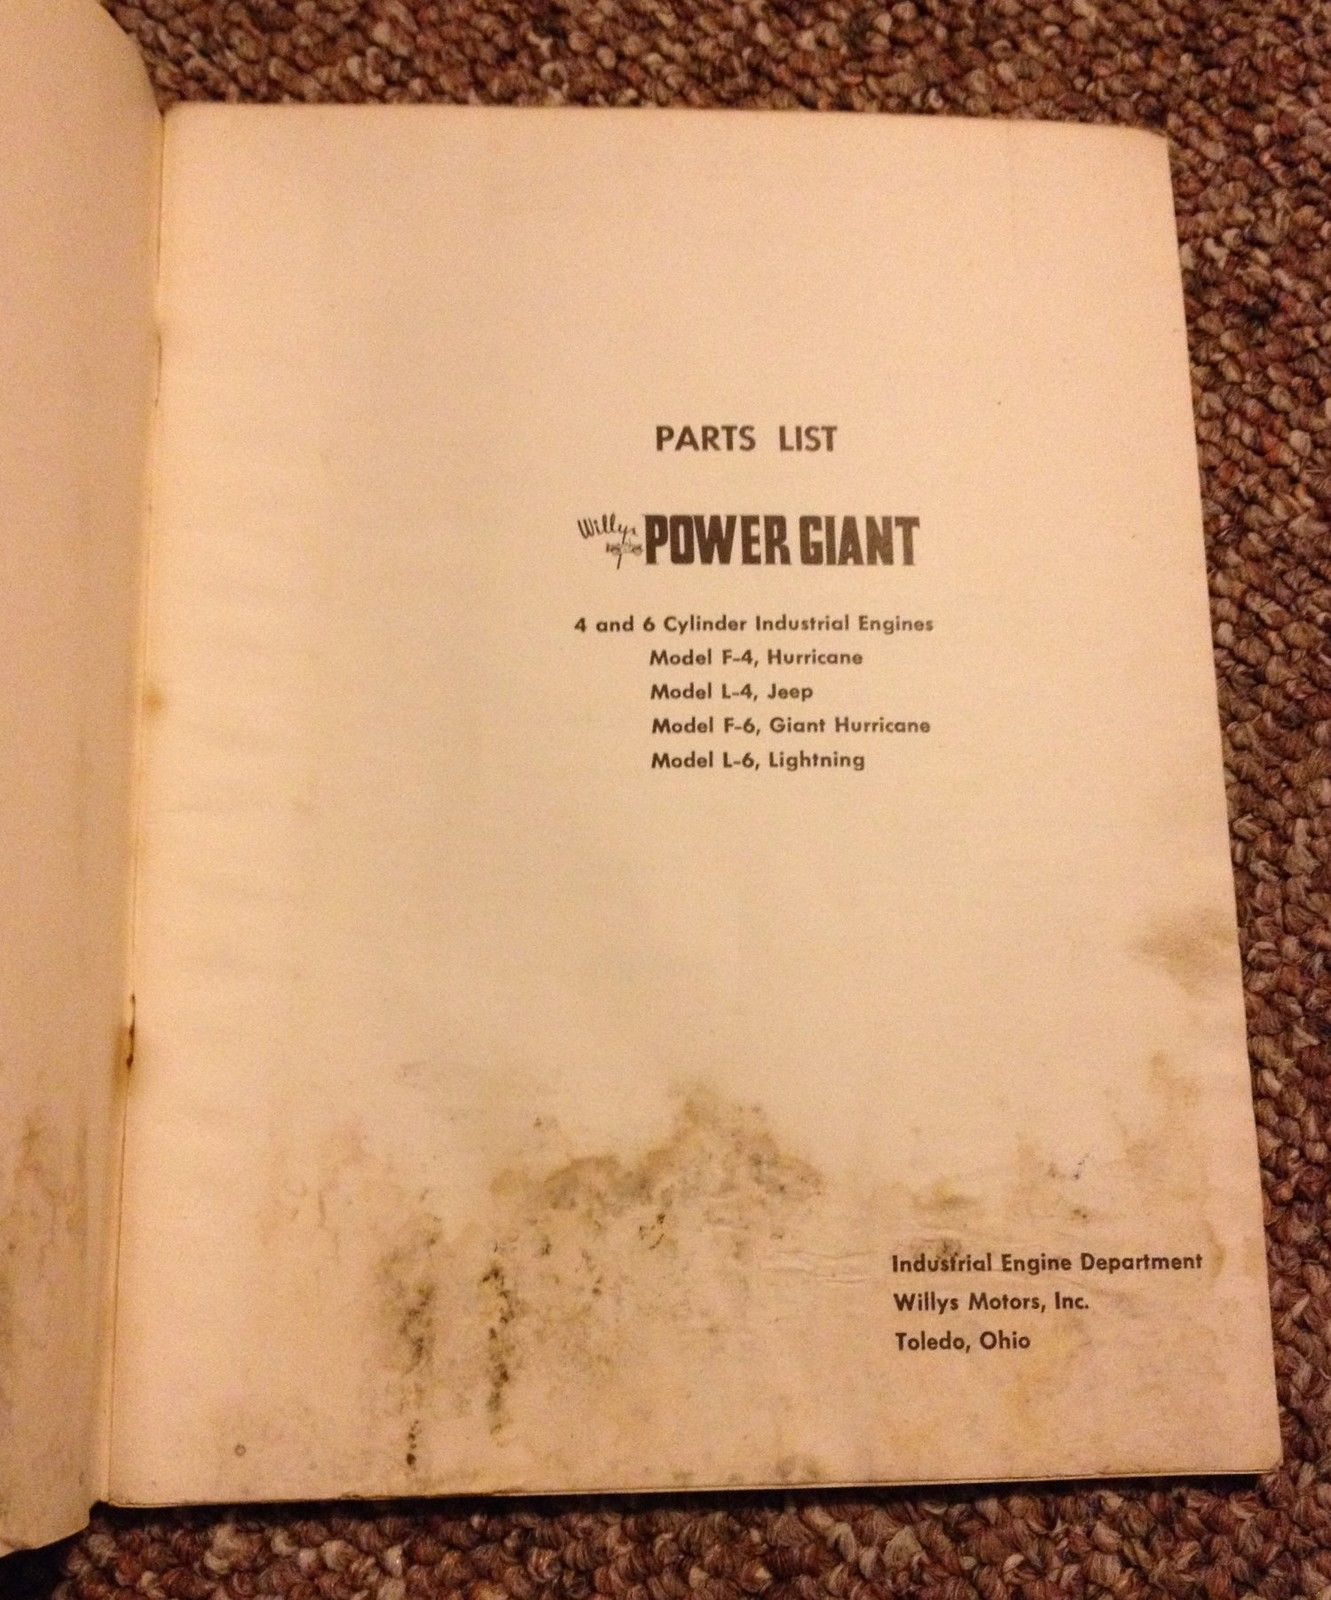 PARTS LIST
Willys POWER GIANT
4 and 6 Cylinder Industrial Engines
Model F-4, Hurricane
Model L-4, Jeep
Model F-6, Giant Hurricane
Model L-6, Lightning
Industrial Engine Department
Willys Motors, Inc.
Toledo, Ohio